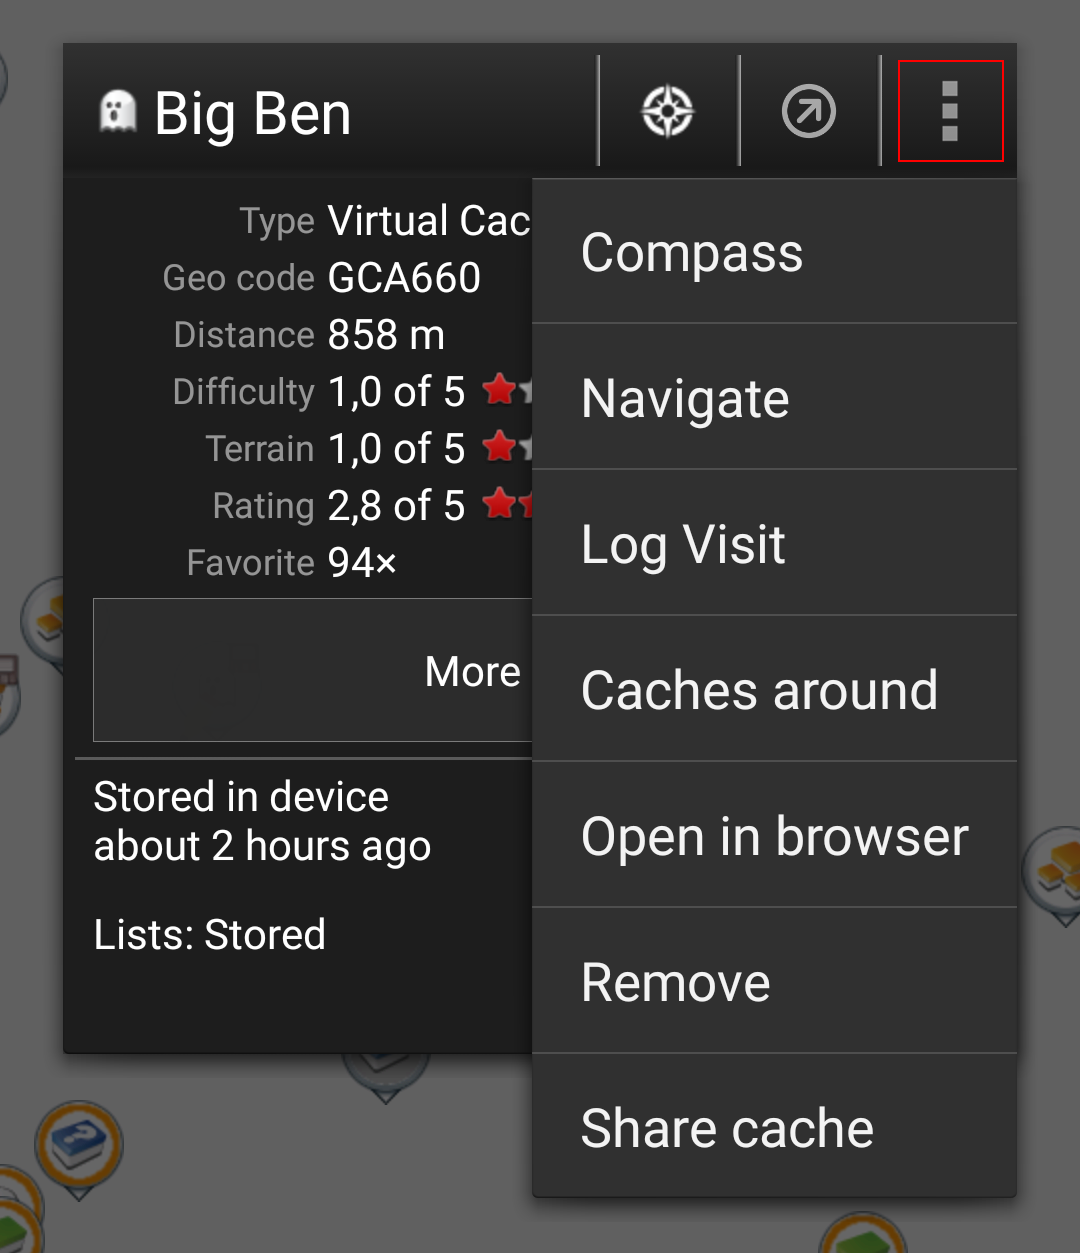 Big Ben
Type Virtual Cac
Geo code GCA660
Distance 858 m
Difficulty 1,0 of 5
Terrain 1,0 of 5
Rating 2,8 of 5
Favorite 94×
More
Stored in device
about 2 hours ago
Lists: Stored
Compass
Navigate
Log Visit
Caches around
Open in browser
Remove
Share cache